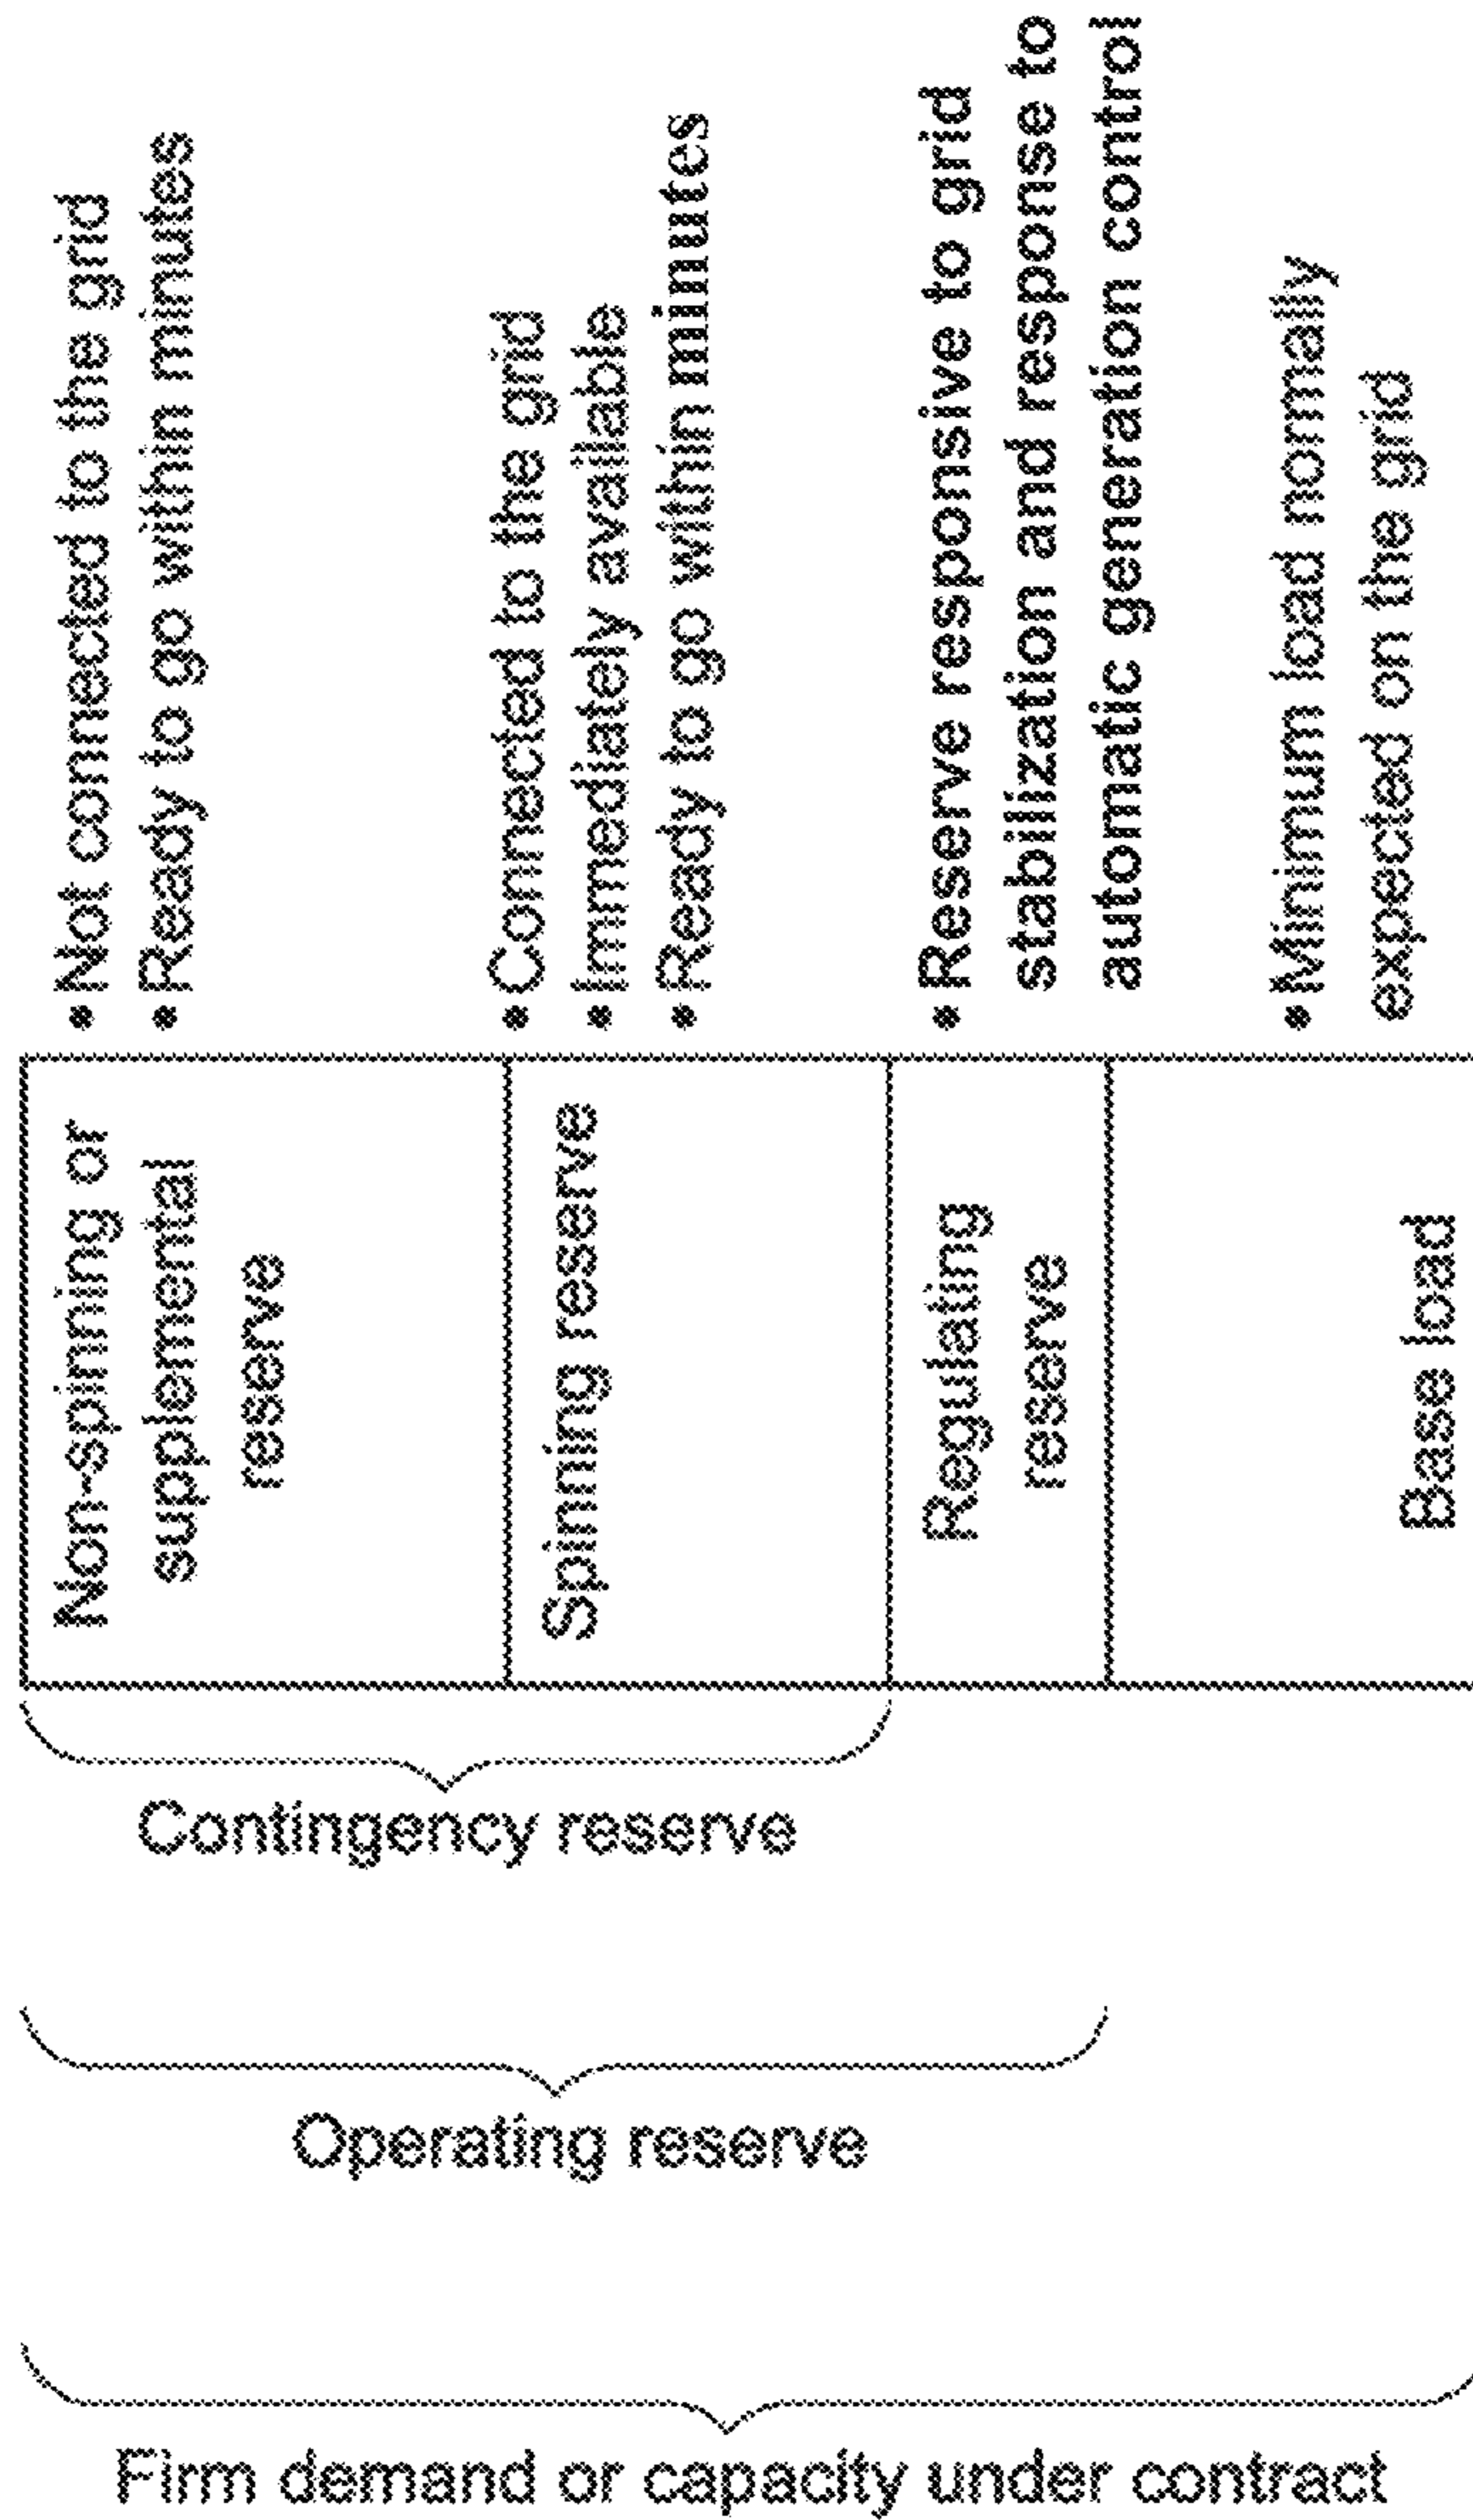 Non-spinning or
supplemental
reserve
• Not connected to the grid
• Ready to go within minutes
Spinning reserve
• Connected to the grid
• Immediately available
• Ready to go within minutes
Regulating
reserve
• Reserve responsive to grid
stabilization and response to
automatic generation control
Base load
• Minimum load normally
expected on the grid
Contingency reserve
Operating reserve
Firm demand or capacity under contract